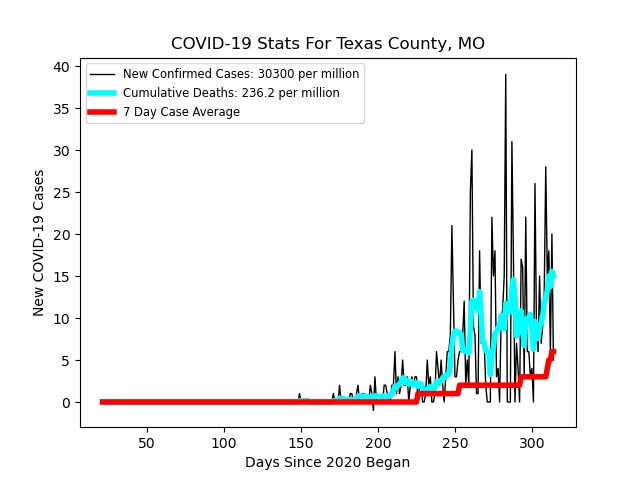 COVID-19 Stats For Texas County, MO
New Confirmed Cases: 30300 per million
Cumulative Deaths: 236.2 per million
7 Day Case Average
New COVID-19 Cases
40
35
30
25
20
15
10
5
0
50 100 150 200 250 300
Days Since 2020 Began